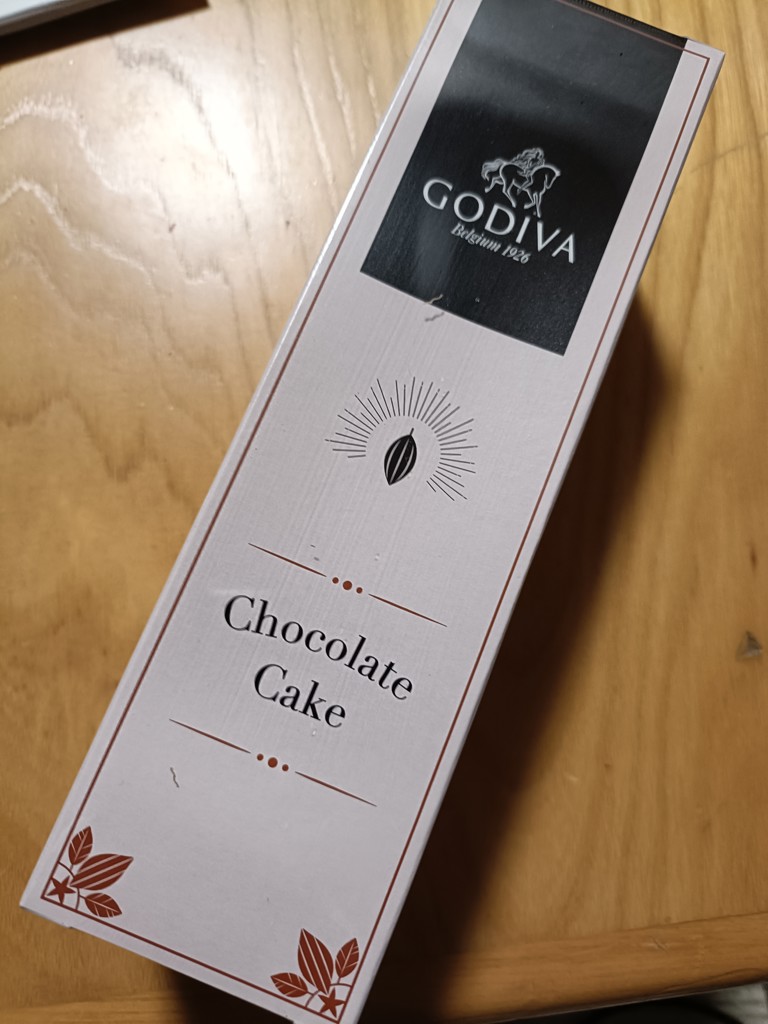 GODIVA
Belgium 1926
Chocolate
Cake